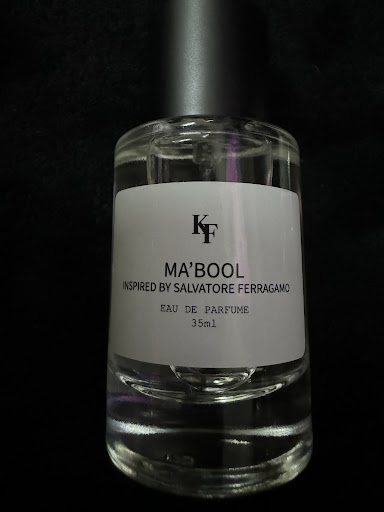 KF
MA'BOOL
INSPIRED BY SALVATORE FERRAGAMO
EAU DE PARFUME
35ml